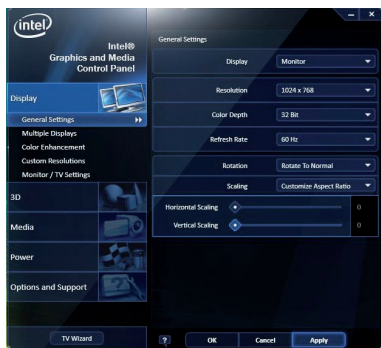 intel
Intel®
Graphics and Media
Control Panel
Display
General Settings
Multiple Displays
Color Enhancement
Custom Resolutions
Monitor / TV Settings
3D
Media
Power
Options and Support
TV Wizard
General Settings
Display Monitor
Resolution 1024 x 768
Color Depth 32 Bit
Refresh Rate 60 Hz
Rotation Rotate To Normal
Scaling Customize Aspect Ratio
Horizontal Scaling 0
Vertical Scaling 0
? OK Cancel Apply